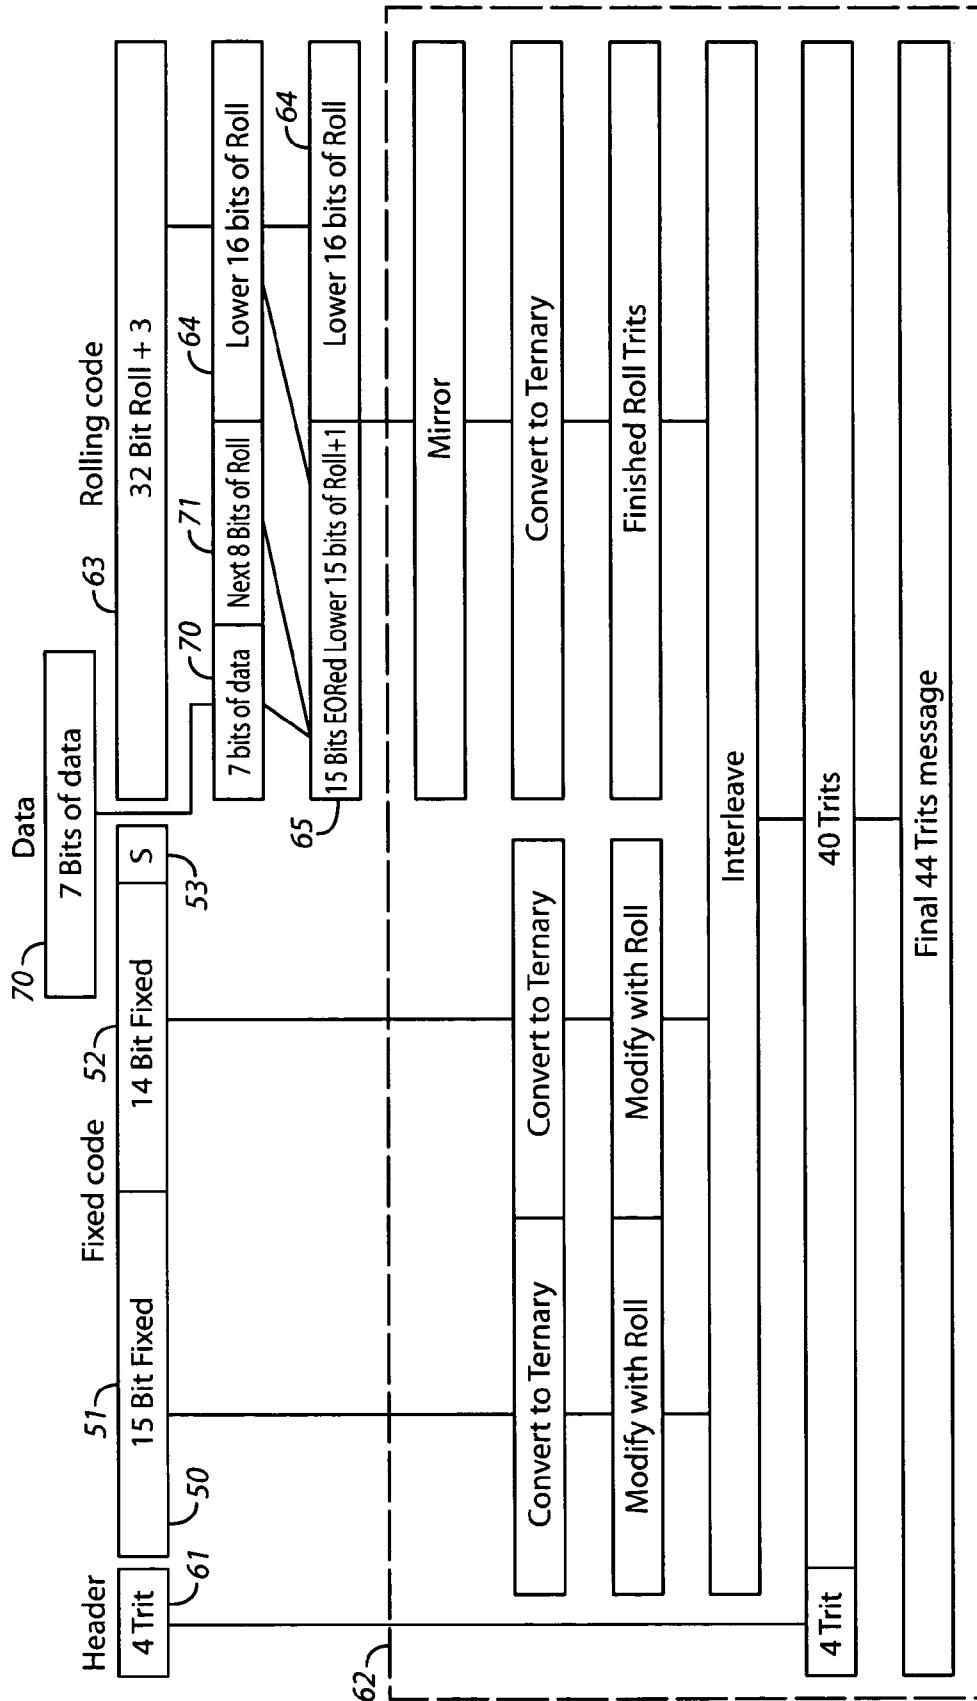 Header
Fixed code
Data
Rolling code
70
7 Bits of data
61
50
51
52
53
63
4 Trit
15 Bit Fixed
14 Bit Fixed
S
32 Bit Roll + 3
70
71
64
7 bits of data
Next 8 Bits of Roll
Lower 16 bits of Roll
65
64
15 Bits EORed Lower 15 bits of Roll+1
Lower 16 bits of Roll
62
Mirror
Convert to Ternary
Convert to Ternary
Convert to Ternary
Modify with Roll
Modify with Roll
Finished Roll Trits
Interleave
4 Trit
40 Trits
Final 44 Trits message